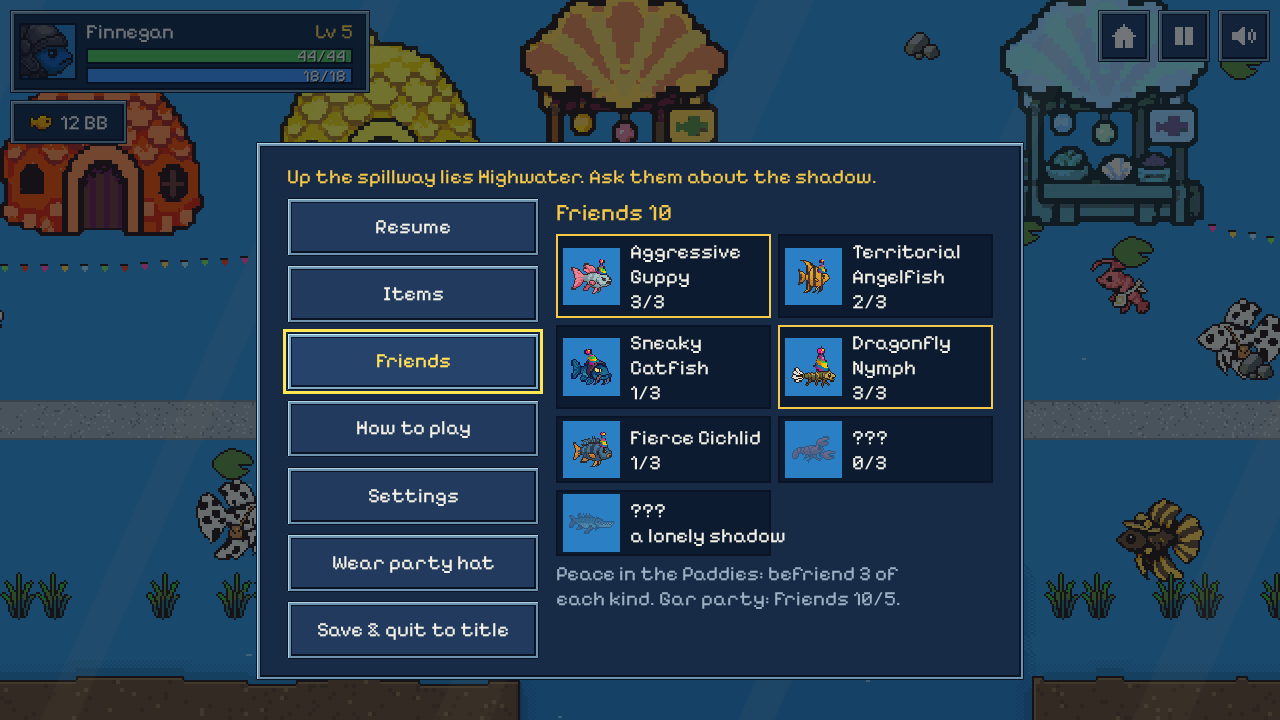 Finnegan Lv 5
44/44
18/18
12 BB
Up the spillway lies Highwater. Ask them about the shadow.
Resume
Items
Friends
How to play
Settings
Wear party hat
Save & quit to title
Friends 10
Aggressive
Guppy
3/3
Territorial
Angelfish
2/3
Sneaky
Catfish
1/3
Dragonfly
Nymph
3/3
Fierce Cichlid
1/3
???
0/3
???
a lonely shadow
Peace in the Paddies: befriend 3 of
each kind. Gar party: Friends 10/5.